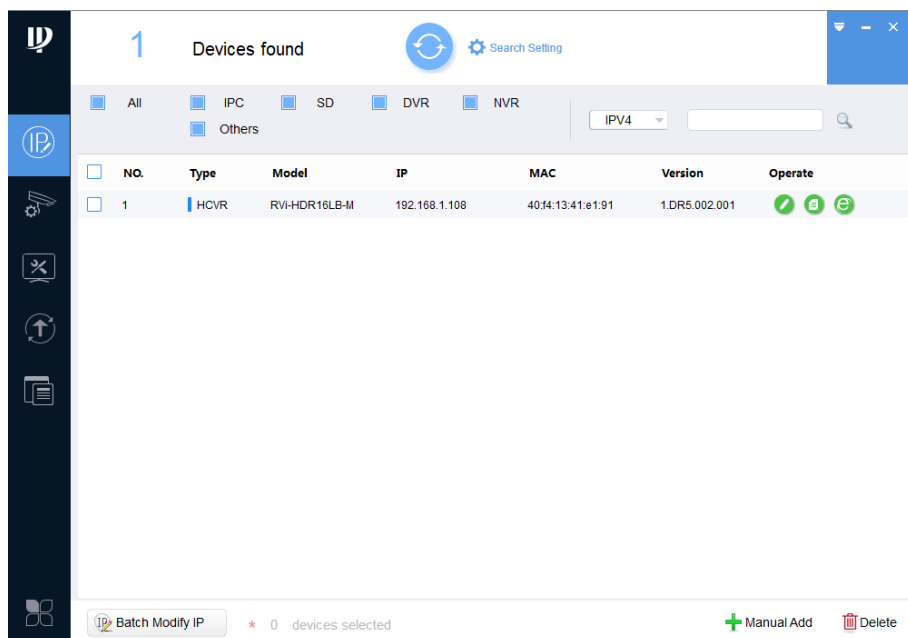 1 Devices found Search Setting
All IPC SD DVR NVR IPV4
Others
NO. Type Model IP MAC Version Operate
1 HCVR RVi-HDR16LB-M 192.168.1.108 40:f4:13:41:e1:91 1.DR5.002.001
IP Batch Modify IP * 0 devices selected Manual Add Delete